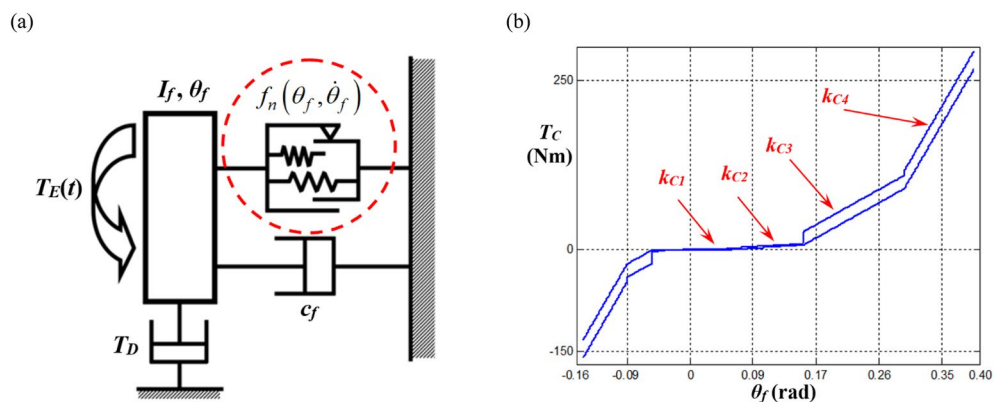 (a)
I_f, θ_f
f_n(θ_f, θ̇_f)
T_E(t)
c_f
T_D
(b)
250
T_C
(Nm)
k_C4
k_C3
k_C1
k_C2
0
-150
-0.16 -0.09 0 0.09 0.17 0.26 0.35 0.40
θ_f (rad)